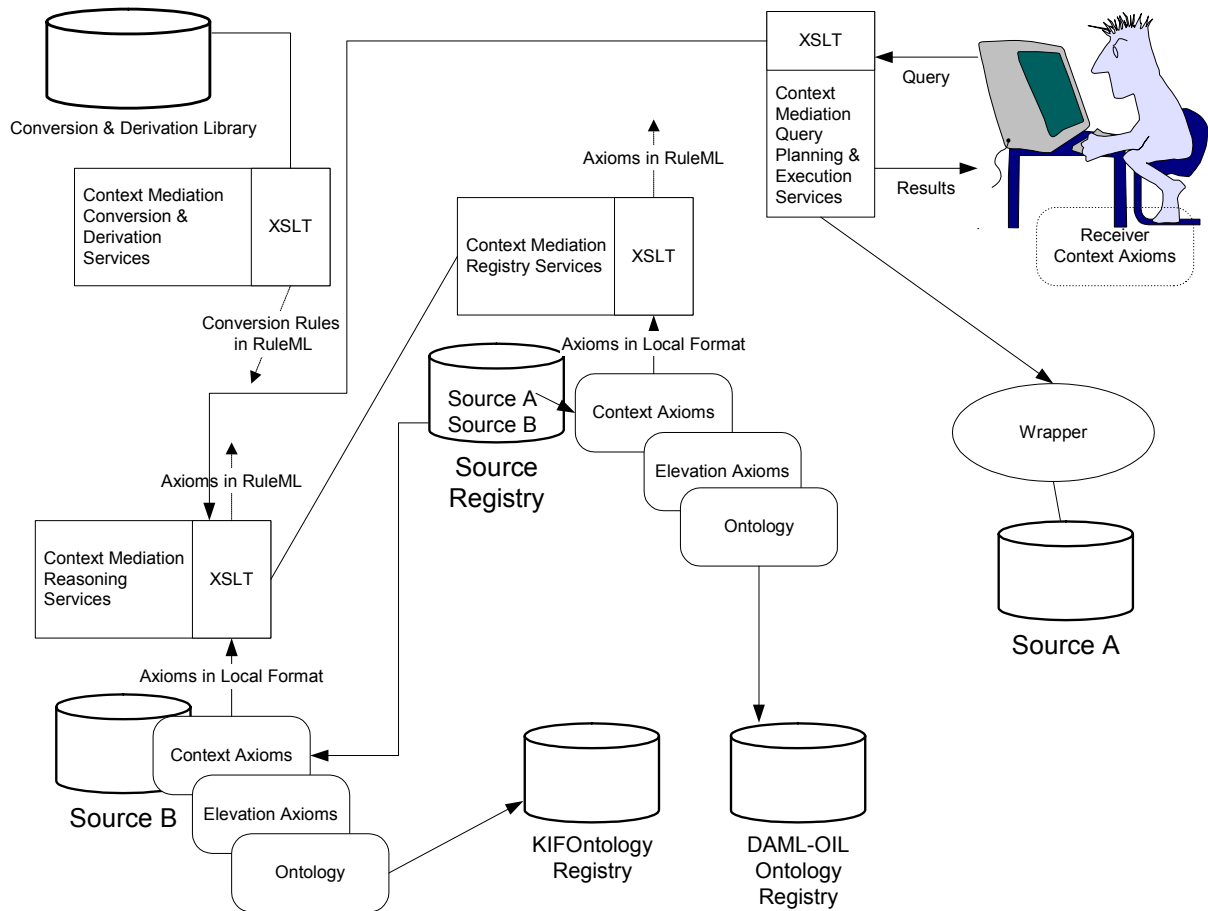 Conversion & Derivation Library
Context Mediation
Conversion &
Derivation
Services
XSLT
Conversion Rules
in RuleML
XSLT
Context
Mediation
Query
Planning &
Execution
Services
Query
Results
Receiver
Context Axioms
Axioms in RuleML
Context Mediation
Registry Services
XSLT
Axioms in Local Format
Source A
Source B
Source
Registry
Context Axioms
Elevation Axioms
Ontology
Wrapper
Source A
Axioms in RuleML
Context Mediation
Reasoning
Services
XSLT
Axioms in Local Format
Source B
Context Axioms
Elevation Axioms
Ontology
KIFOntology
Registry
DAML-OIL
Ontology
Registry